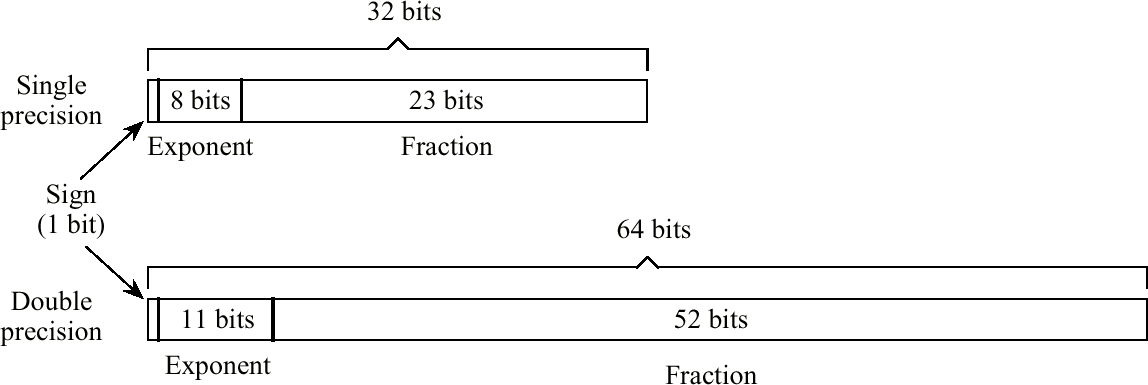 32 bits
Single
precision
8 bits
23 bits
Exponent
Fraction
Sign
(1 bit)
64 bits
Double
precision
11 bits
52 bits
Exponent
Fraction